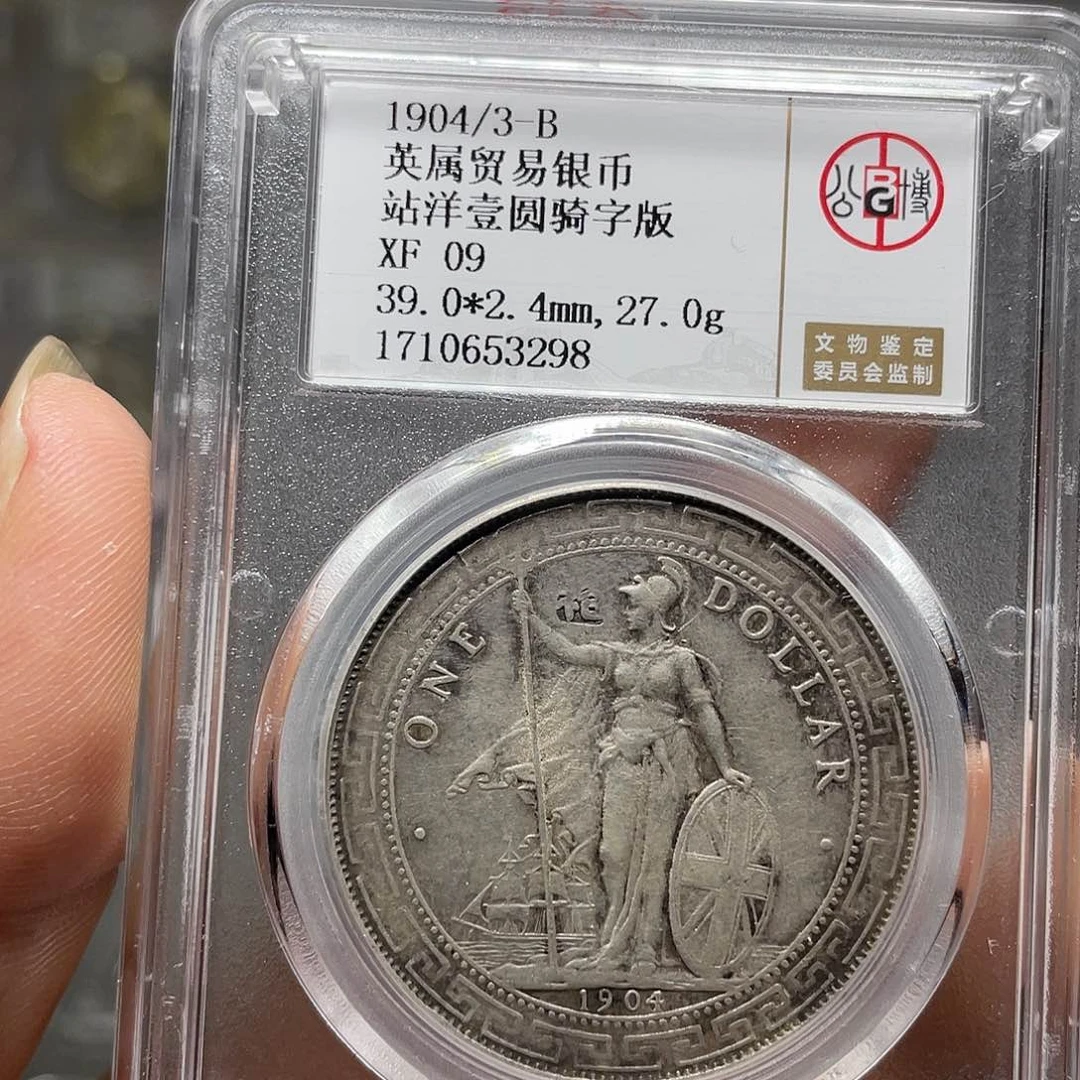 1904/3-B
英属贸易银币
站洋壹圆骑字版
XF 09
39.0*2.4mm,27.0g
1710653298
公 BG 博
文物鉴定
委员会监制
ONE DOLLAR
1904